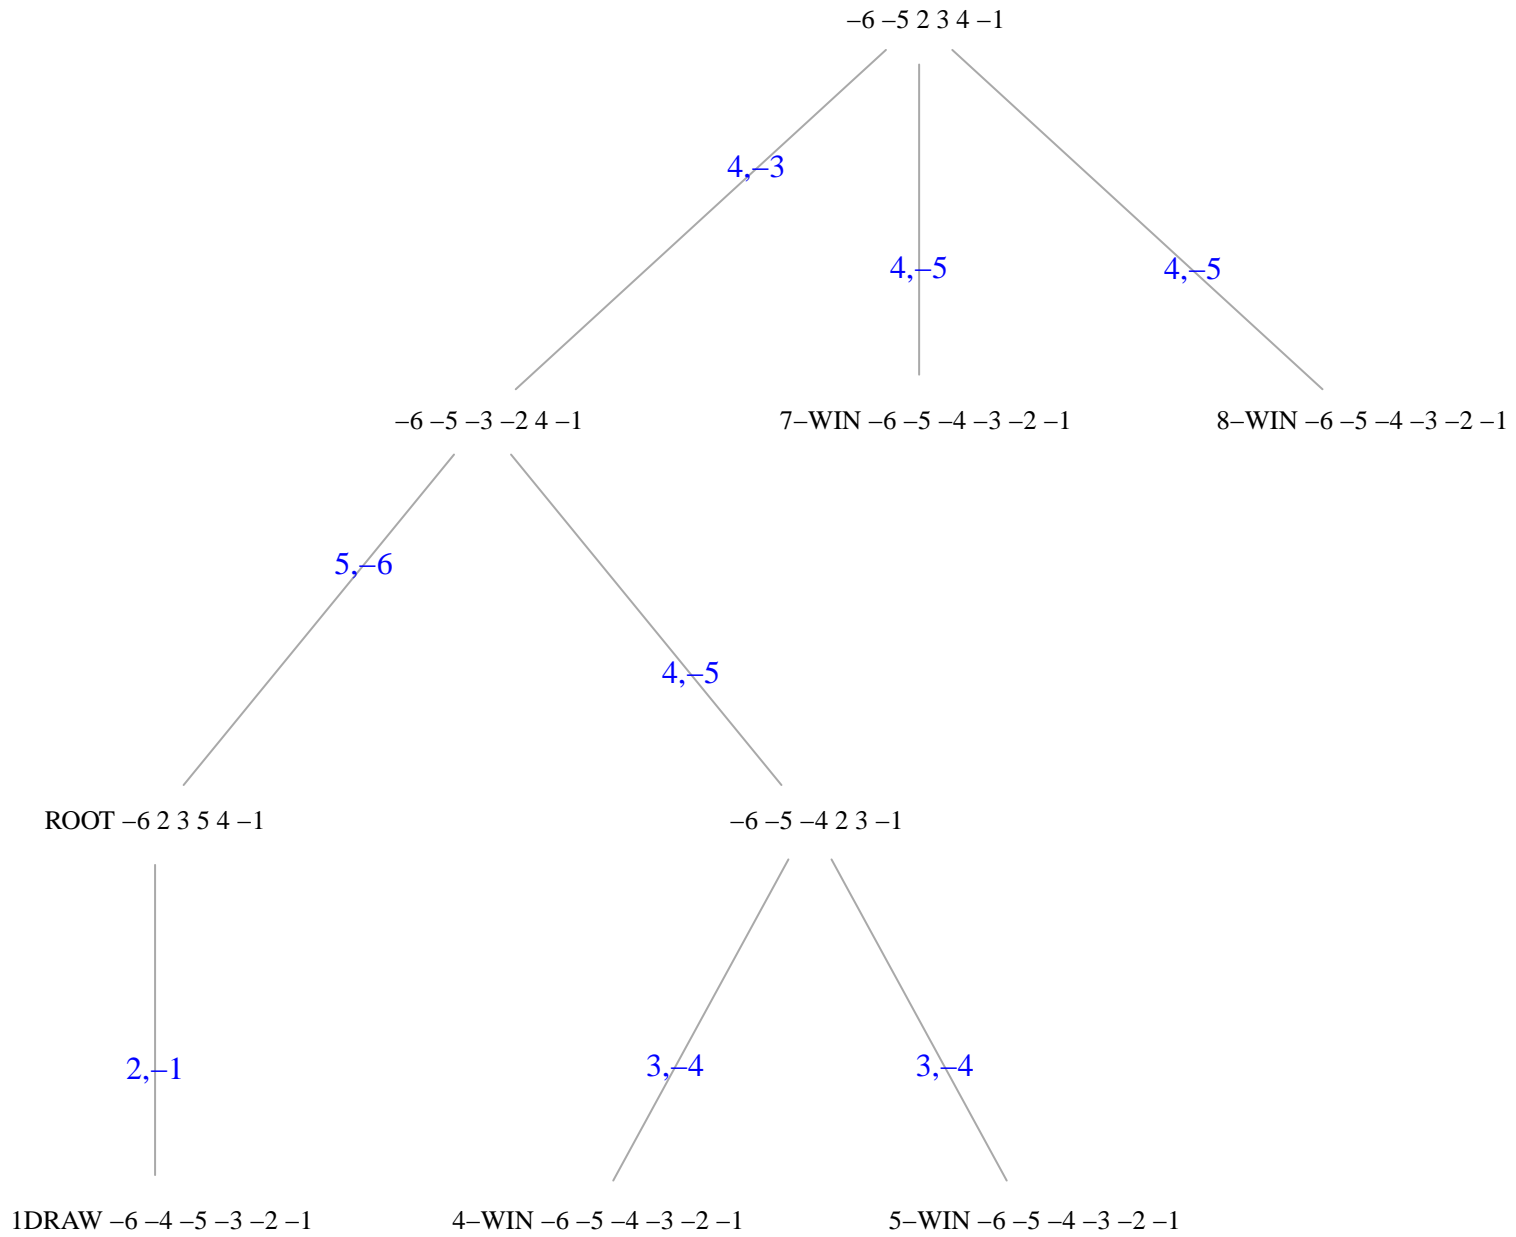 –6 –5 2 3 4 –1
4,–3
4,–5
4,–5
–6 –5 –3 –2 4 –1
7–WIN –6 –5 –4 –3 –2 –1
8–WIN –6 –5 –4 –3 –2 –1
5,–6
4,–5
ROOT –6 2 3 5 4 –1
–6 –5 –4 2 3 –1
2,–1
3,–4
3,–4
1DRAW –6 –4 –5 –3 –2 –1
4–WIN –6 –5 –4 –3 –2 –1
5–WIN –6 –5 –4 –3 –2 –1